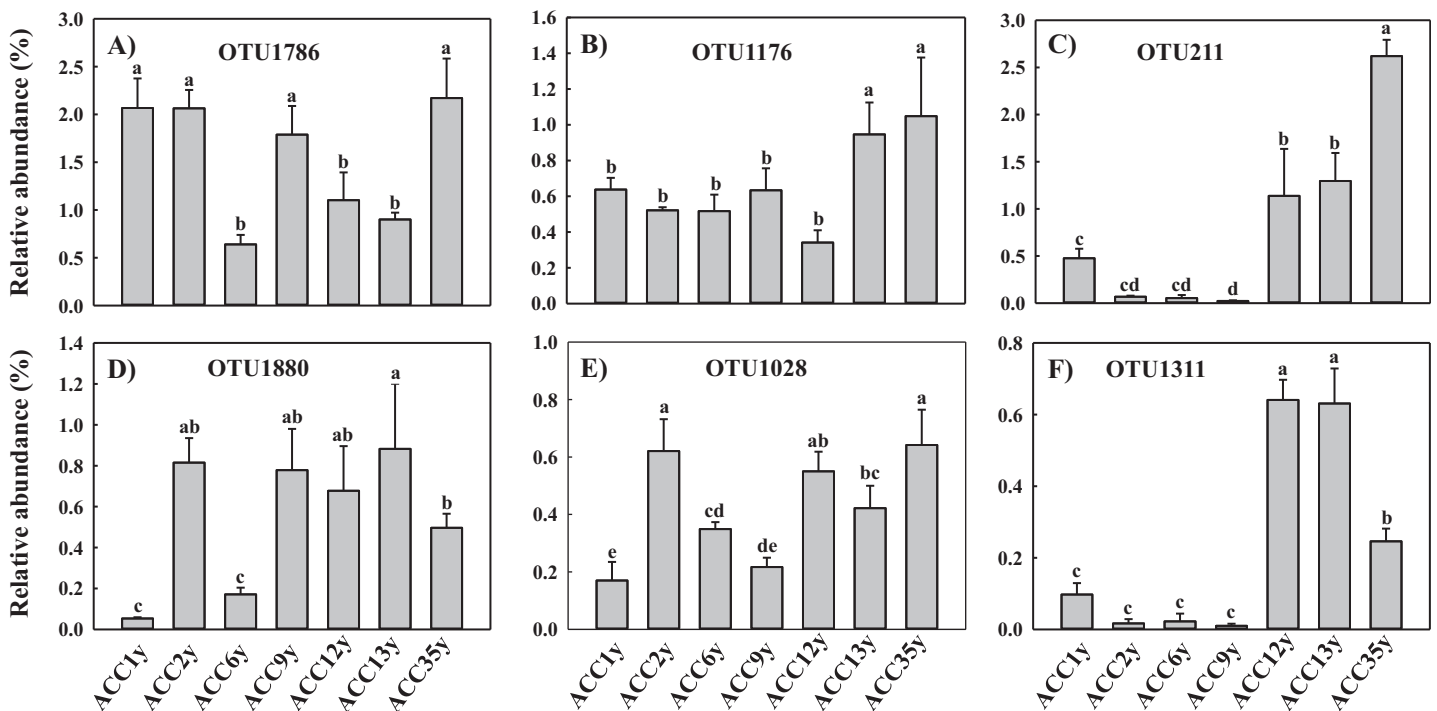 A) OTU1786
B) OTU1176
C) OTU211
Relative abundance (%)
3.0
2.5
2.0
1.5
1.0
0.5
0.0
a a b a b b a
1.6
1.4
1.2
1.0
0.8
0.6
0.4
0.2
0.0
b b b b b a a
3.0
2.5
2.0
1.5
1.0
0.5
0.0
c cd cd d b b a
D) OTU1880
E) OTU1028
F) OTU1311
Relative abundance (%)
1.4
1.2
1.0
0.8
0.6
0.4
0.2
0.0
c ab c ab ab a b
1.0
0.8
0.6
0.4
0.2
0.0
e a cd de ab bc a
0.8
0.6
0.4
0.2
0.0
c c c c a a b
ACC1y ACC2y ACC6y ACC9y ACC12y ACC13y ACC35y
ACC1y ACC2y ACC6y ACC9y ACC12y ACC13y ACC35y
ACC1y ACC2y ACC6y ACC9y ACC12y ACC13y ACC35y